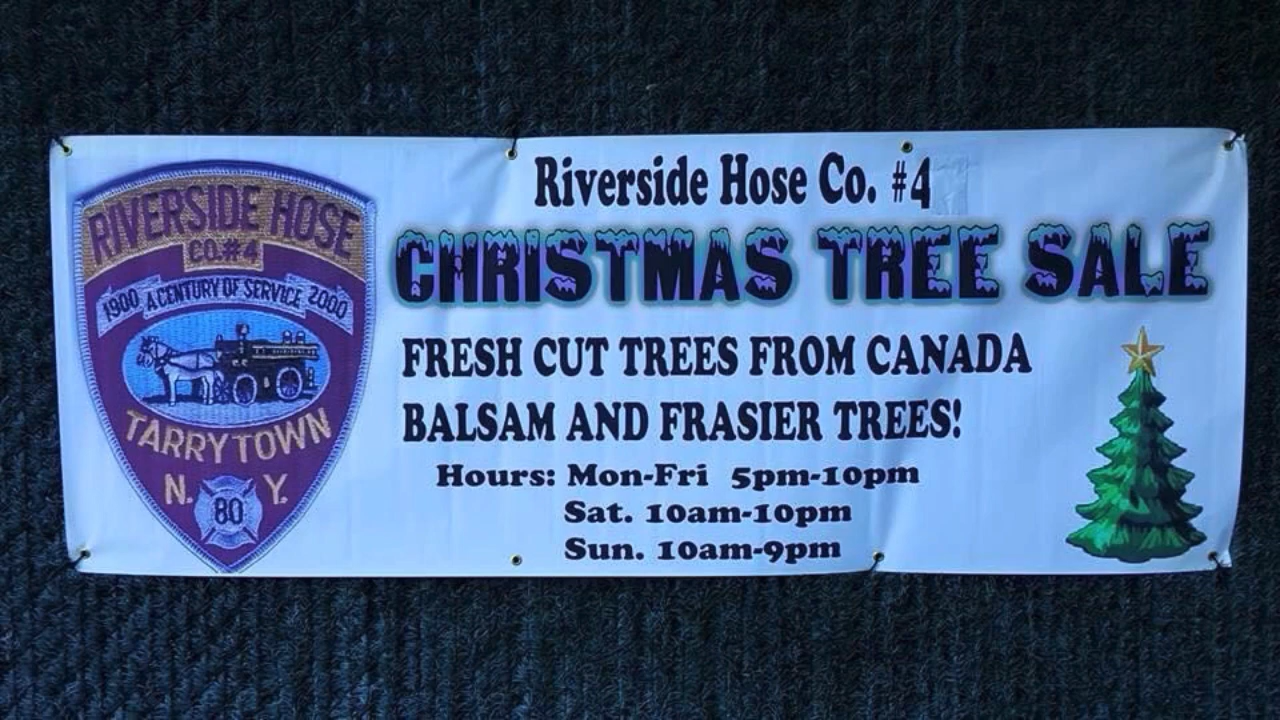 RIVERSIDE HOSE
CO.#4
1900 A CENTURY OF SERVICE 2000
TARRYTOWN
N. Y.
80
Riverside Hose Co. #4
CHRISTMAS TREE SALE
FRESH CUT TREES FROM CANADA
BALSAM AND FRASIER TREES!
Hours: Mon-Fri 5pm-10pm
Sat. 10am-10pm
Sun. 10am-9pm